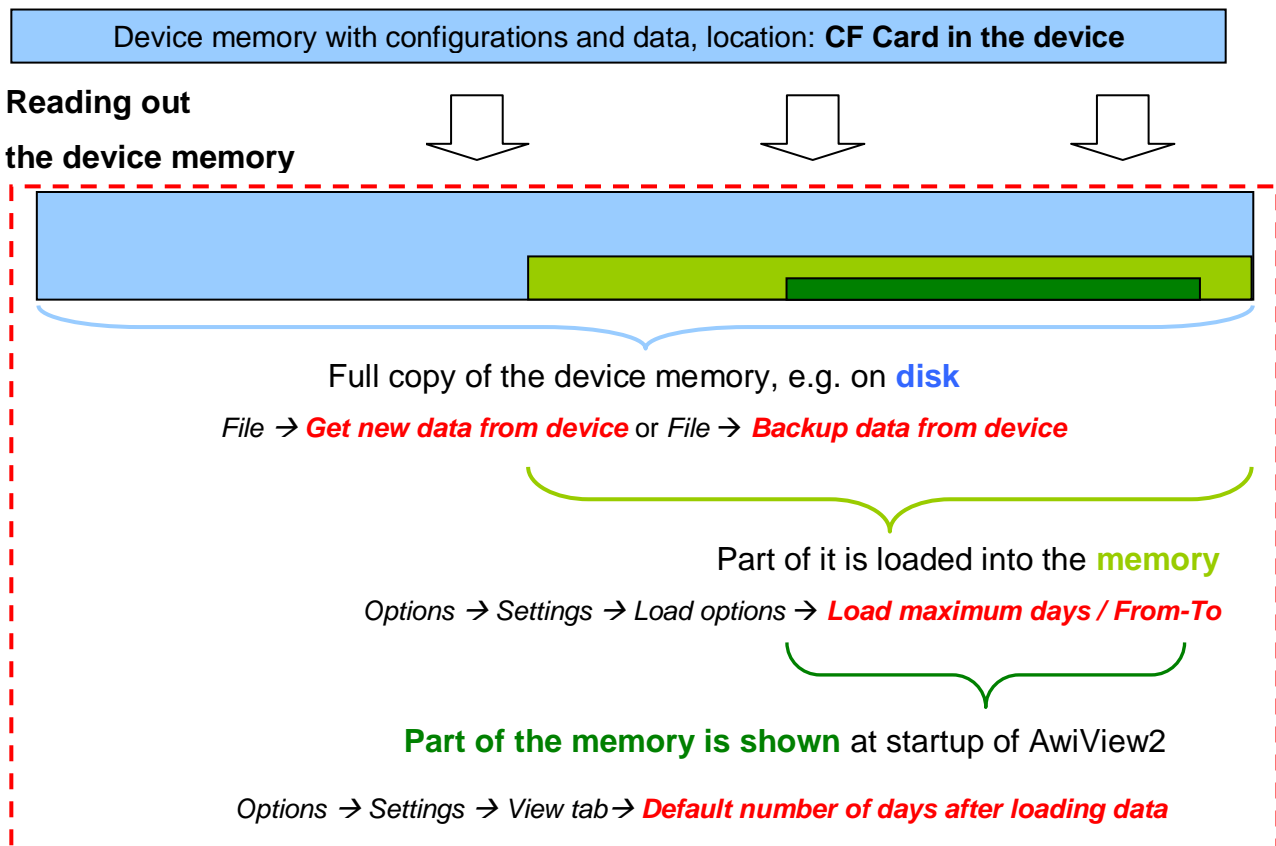 Device memory with configurations and data, location: CF Card in the device
Reading out
the device memory
Full copy of the device memory, e.g. on disk
File → Get new data from device or File → Backup data from device
Part of it is loaded into the memory
Options → Settings → Load options → Load maximum days / From-To
Part of the memory is shown at startup of AwiView2
Options → Settings → View tab→ Default number of days after loading data